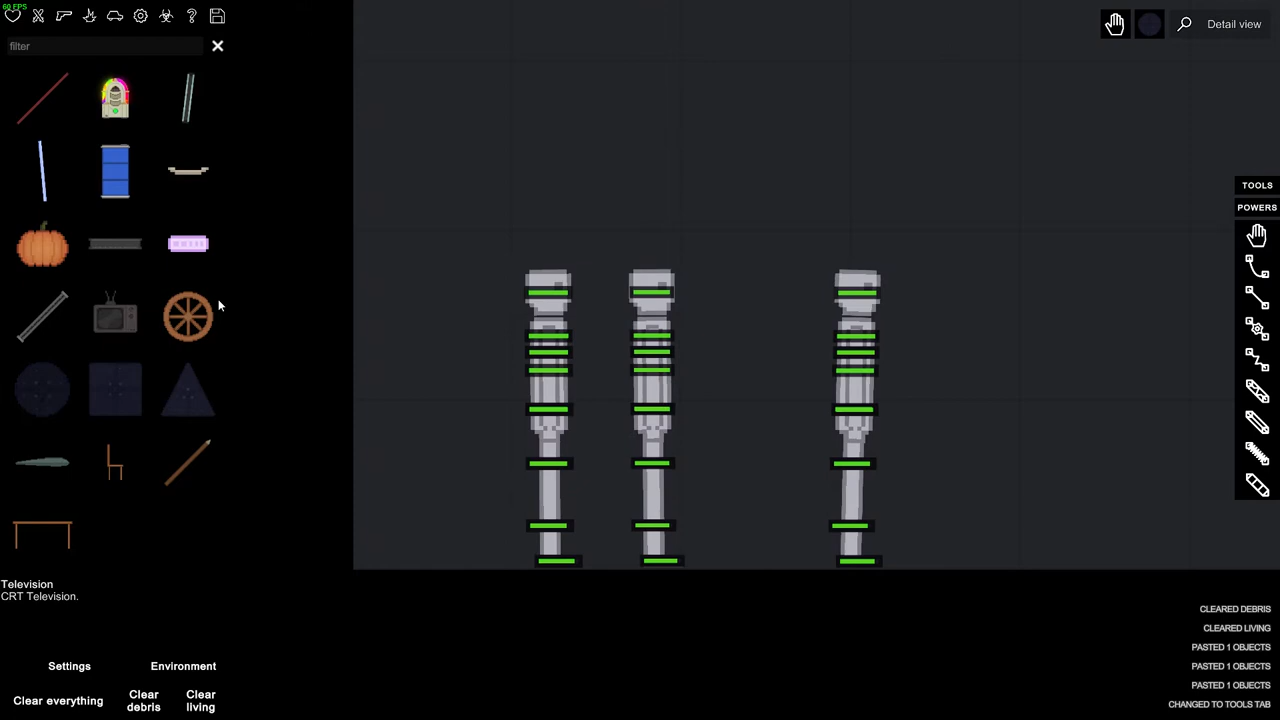 60 FPS
filter
Detail view
TOOLS
POWERS
Television
CRT Television.
CLEARED DEBRIS
CLEARED LIVING
PASTED 1 OBJECTS
PASTED 1 OBJECTS
PASTED 1 OBJECTS
CHANGED TO TOOLS TAB
Settings
Environment
Clear everything
Clear
debris
Clear
living